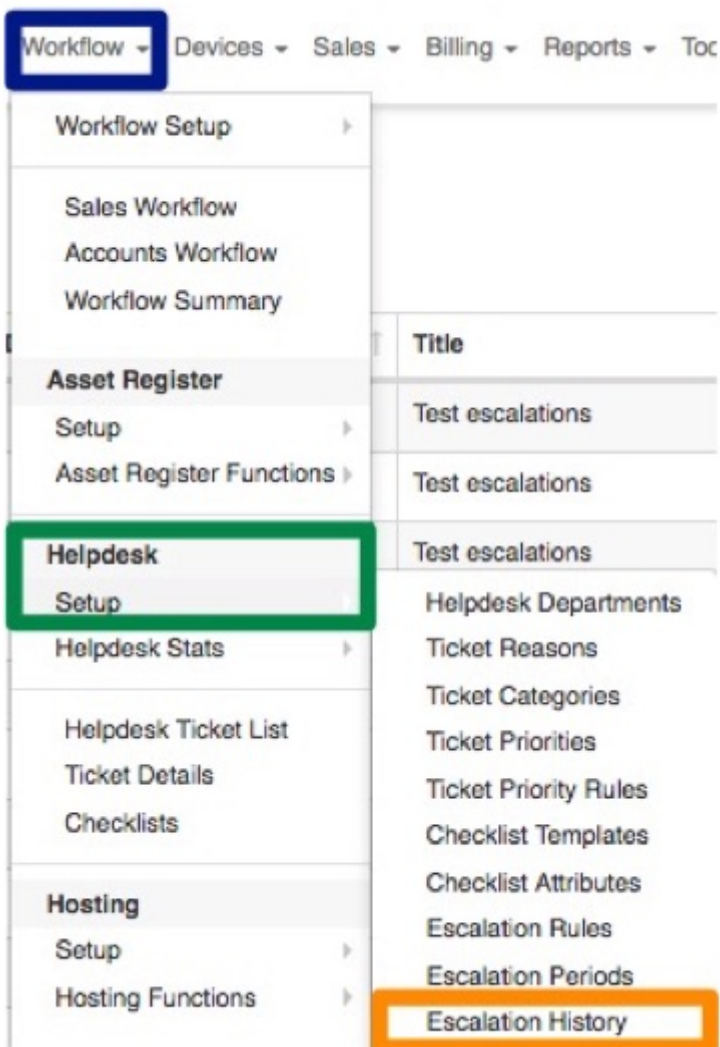 Workflow Devices Sales Billing Reports
Workflow Setup
Sales Workflow
Accounts Workflow
Workflow Summary
Title
Asset Register
Test escalations
Setup
Asset Register Functions
Test escalations
Helpdesk
Test escalations
Setup
Helpdesk Departments
Helpdesk Stats
Ticket Reasons
Ticket Categories
Helpdesk Ticket List
Ticket Priorities
Ticket Details
Ticket Priority Rules
Checklists
Checklist Templates
Checklist Attributes
Hosting
Escalation Rules
Setup
Escalation Periods
Hosting Functions
Escalation History